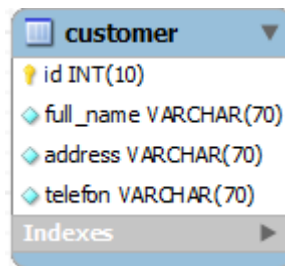 customer
id INT(10)
full_name VARCHAR(70)
address VARCHAR(70)
telefon VARCHAR(70)
Indexes